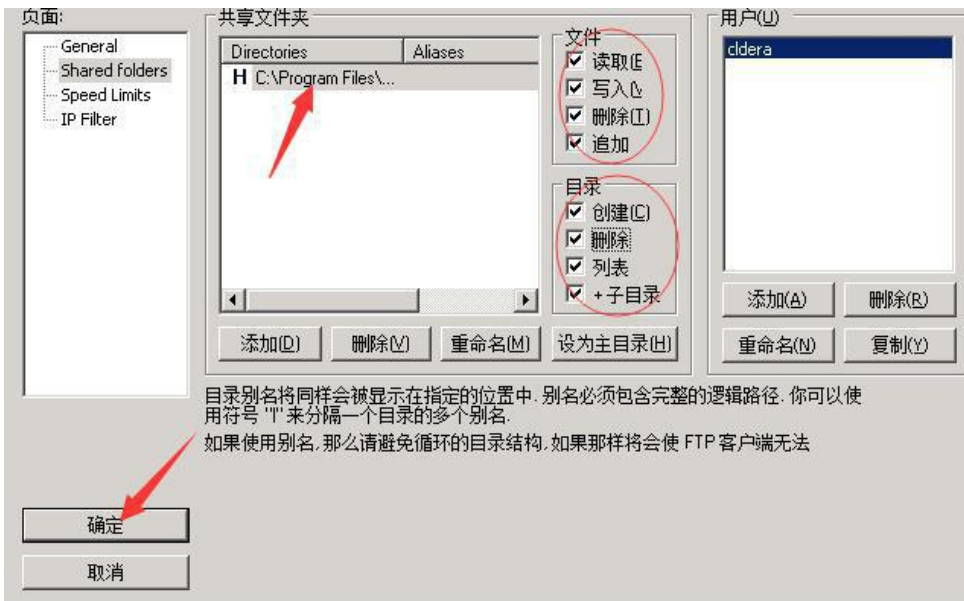 页面:
General
Shared folders
Speed Limits
IP Filter
共享文件夹
Directories Aliases
H C:\Program Files\...
文件
读取(
写入(
删除(T)
追加
目录
创建(C)
删除
列表
+子目录
添加(D) 删除(V) 重命名(M) 设为主目录(H)
用户(U)
cldera
添加(A) 删除(R)
重命名(N) 复制(Y)
目录别名将同样会被显示在指定的位置中. 别名必须包含完整的逻辑路径. 你可以使
用符号 "|" 来分隔一个目录的多个别名.
如果使用别名, 那么请避免循环的目录结构, 如果那样将会使 FTP 客户端无法
确定
取消